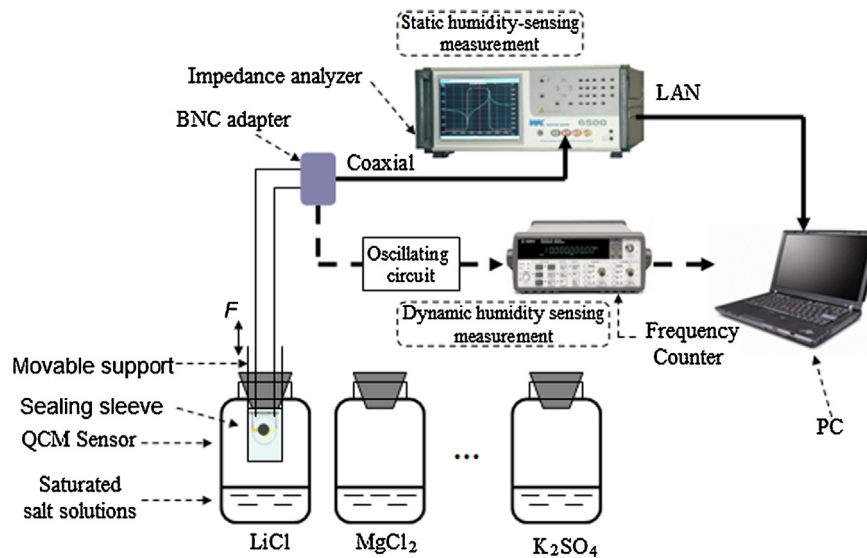 Static humidity-sensing
measurement
Impedance analyzer
LAN
BNC adapter
6500
Coaxial
Oscillating
circuit
Dynamic humidity sensing
measurement
Frequency
Counter
F
Movable support
Sealing sleeve
QCM Sensor
PC
...
Saturated
salt solutions
LiCl
MgCl₂
K₂SO₄